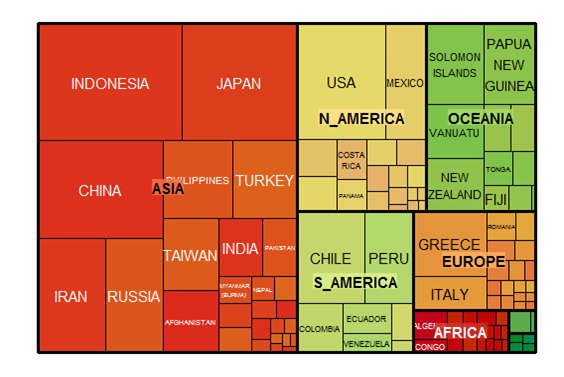 INDONESIA
JAPAN
CHINA
PHILIPPINES
TURKEY
ASIA
IRAN
RUSSIA
TAIWAN
INDIA
PAKISTAN
MYANMAR
(BURMA)
NEPAL
AFGHANISTAN
USA
MEXICO
N_AMERICA
COSTA
RICA
PANAMA
SOLOMON
ISLANDS
PAPUA
NEW
GUINEA
OCEANIA
VANUATU
NEW
ZEALAND
TONGA
FIJI
CHILE
PERU
S_AMERICA
COLOMBIA
ECUADOR
VENEZUELA
GREECE
ROMANIA
EUROPE
ITALY
AFRICA
CONGO